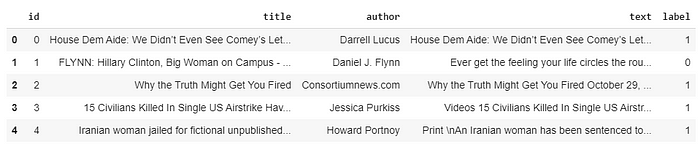 id title author text label
0 0 House Dem Aide: We Didn’t Even See Comey’s Let... Darrell Lucus House Dem Aide: We Didn’t Even See Comey’s Let... 1
1 1 FLYNN: Hillary Clinton, Big Woman on Campus - ... Daniel J. Flynn Ever get the feeling your life circles the rou... 0
2 2 Why the Truth Might Get You Fired Consortiumnews.com Why the Truth Might Get You Fired October 29, ... 1
3 3 15 Civilians Killed In Single US Airstrike Hav... Jessica Purkiss Videos 15 Civilians Killed In Single US Airstr... 1
4 4 Iranian woman jailed for fictional unpublished... Howard Portnoy Print \nAn Iranian woman has been sentenced to... 1